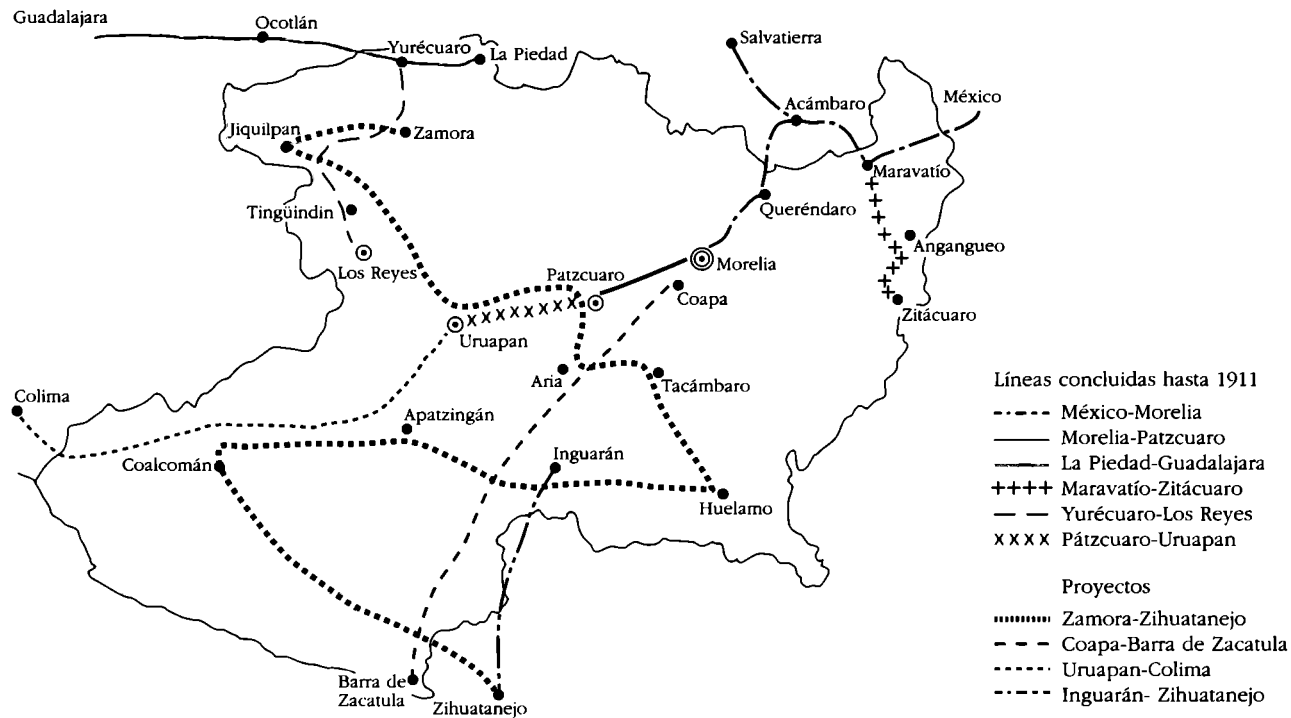 Guadalajara
Ocotlán
Yurécuaro
La Piedad
Salvatierra
Acámbaro
México
Jiquilpan
Zamora
Maravatío
Tingüindin
Queréndaro
Angangueo
Los Reyes
Patzcuaro
Morelia
Coapa
Zitácuaro
Uruapan
Aria
Tacámbaro
Colima
Apatzingán
Coalcomán
Inguarán
Huelamo
Barra de
Zacatula
Zihuatanejo
Líneas concluidas hasta 1911
México-Morelia
Morelia-Patzcuaro
La Piedad-Guadalajara
Maravatío-Zitácuaro
Yurécuaro-Los Reyes
Pátzcuaro-Uruapan
Proyectos
Zamora-Zihuatanejo
Coapa-Barra de Zacatula
Uruapan-Colima
Inguarán- Zihuatanejo